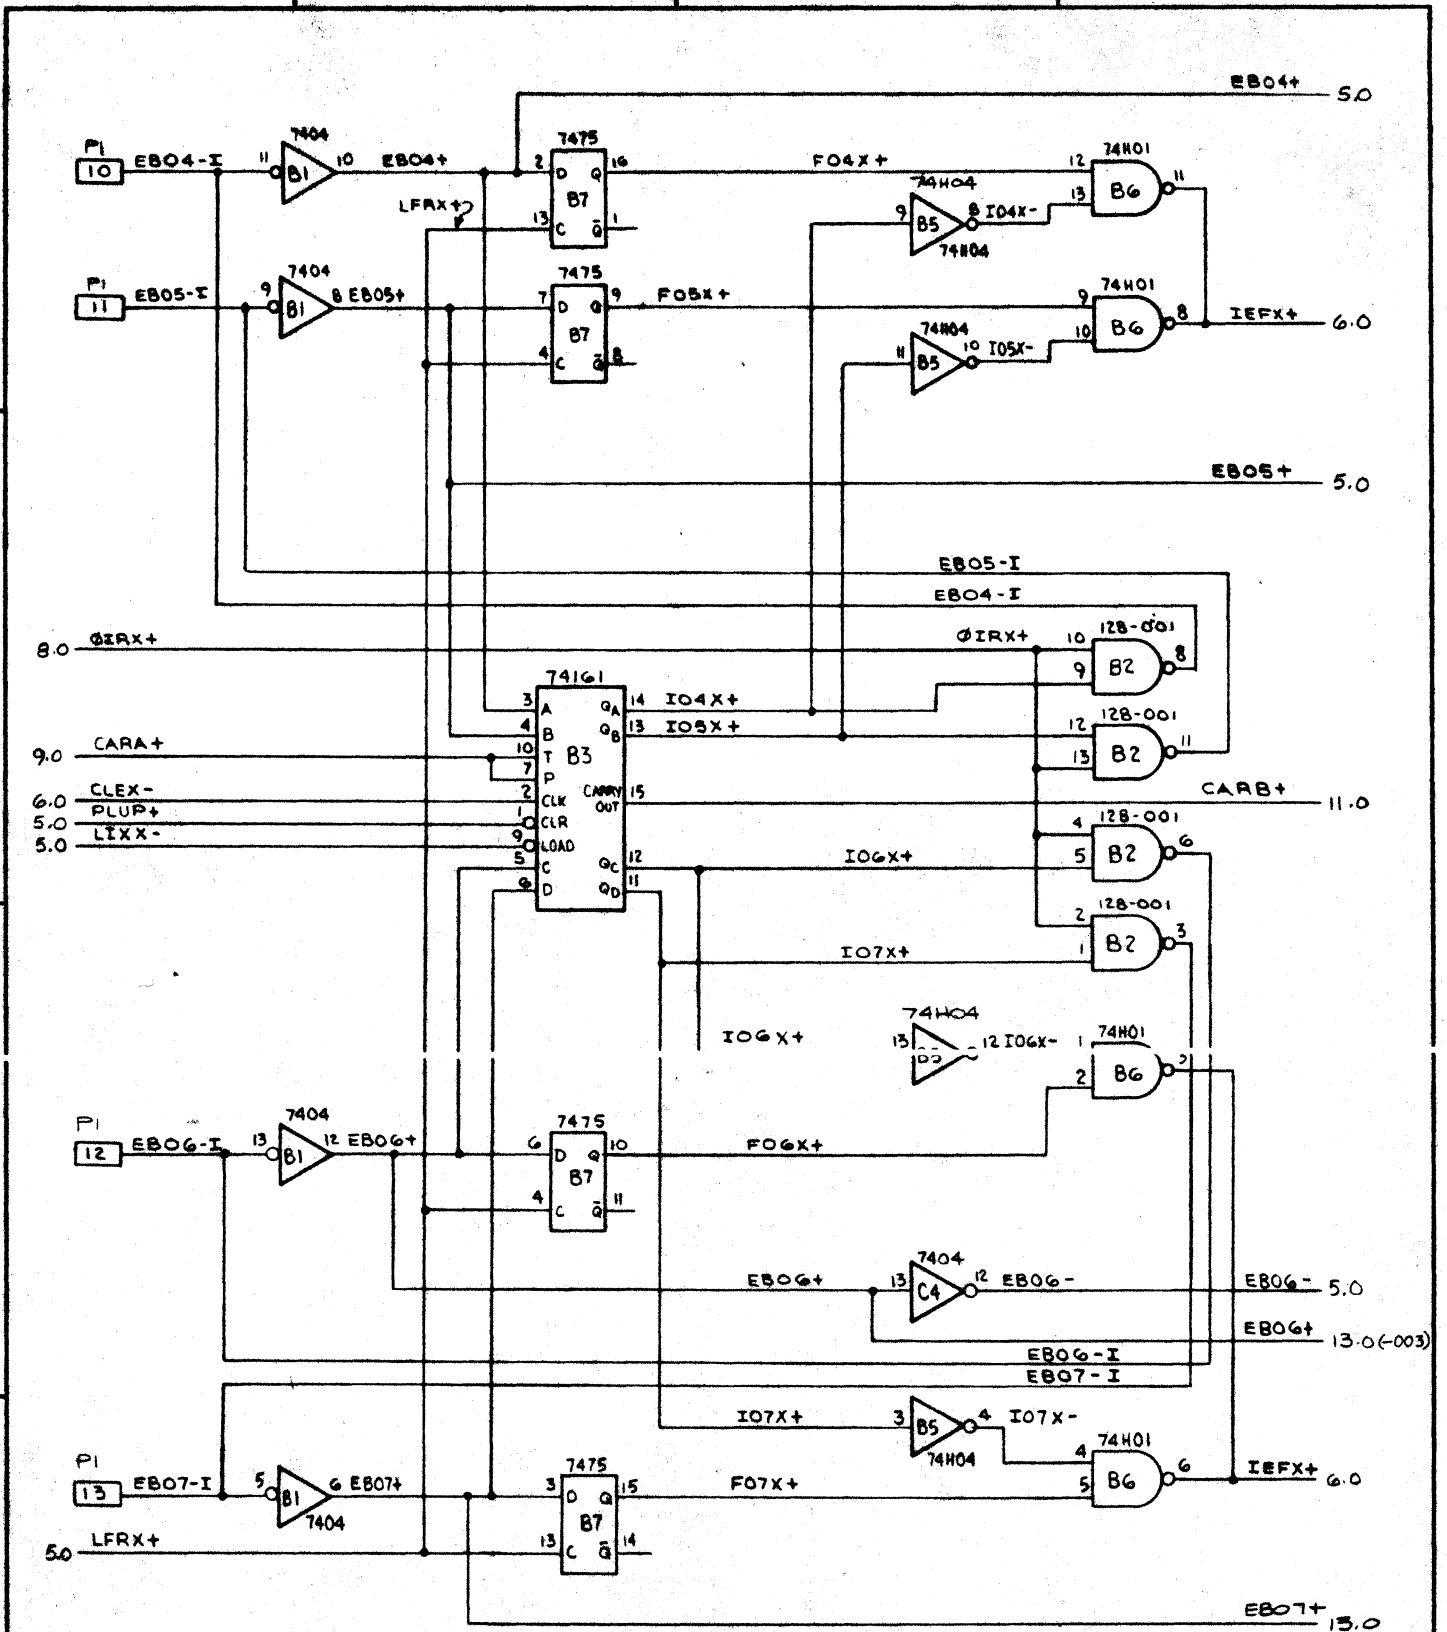 EB04+ 5.0
P1 7404 7475 74H01
10 EB04-I 11 B1 10 EB04+ 2 D Q 16 F04X+ 12 B6 11
B7 74H04 13
LFRX+ 13 C Q̅ 1 9 B5 8 I04X-
74H04
P1 7404 7475 74H01
11 EB05-I 9 B1 8 EB05+ 7 D Q 9 F05X+ 9 B6 8 IEFX+ 6.0
B7 74H04 10
4 C Q̅ 8 11 B5 10 I05X-
EB05+ 5.0
EB05-I
EB04-I
8.0 ØIRX+ ØIRX+ 10 128-001
9 B2 8
74161
3 A QA 14 I04X+ 128-001
4 B QB 13 I05X+ 12 B2 11
9.0 CARA+ 10 T B3 13
7 P
6.0 CLEX- 2 CLK CARRY OUT 15 CARB+ 11.0
5.0 PLUP+ 1 CLR 4 128-001
5.0 LIXX- 9 LOAD B2 6
5 C QC 12 I06X+ 5
6 D QD 11 128-001
2 B2 3
I07X+ 1
74H04 74H01
I06X+ 13 12 I06X- 1
B6
2
P1 7404 7475
12 EB06-I 13 B1 12 EB06+ 6 D Q 10 F06X+
B7
4 C Q̅ 11
7404
EB06+ 13 C4 12 EB06- EB06- 5.0
EB06+ 13.0(-003)
EB06-I
EB07-I
I07X+ 3 B5 4 I07X-
74H04 74H01
P1 7475 4
13 EB07-I 5 B1 6 EB07+ 3 D Q 15 F07X+ 5 B6 6 IEFX+ 6.0
7404 B7
5.0 LFRX+ 13 C Q̅ 14
EB07+ 13.0